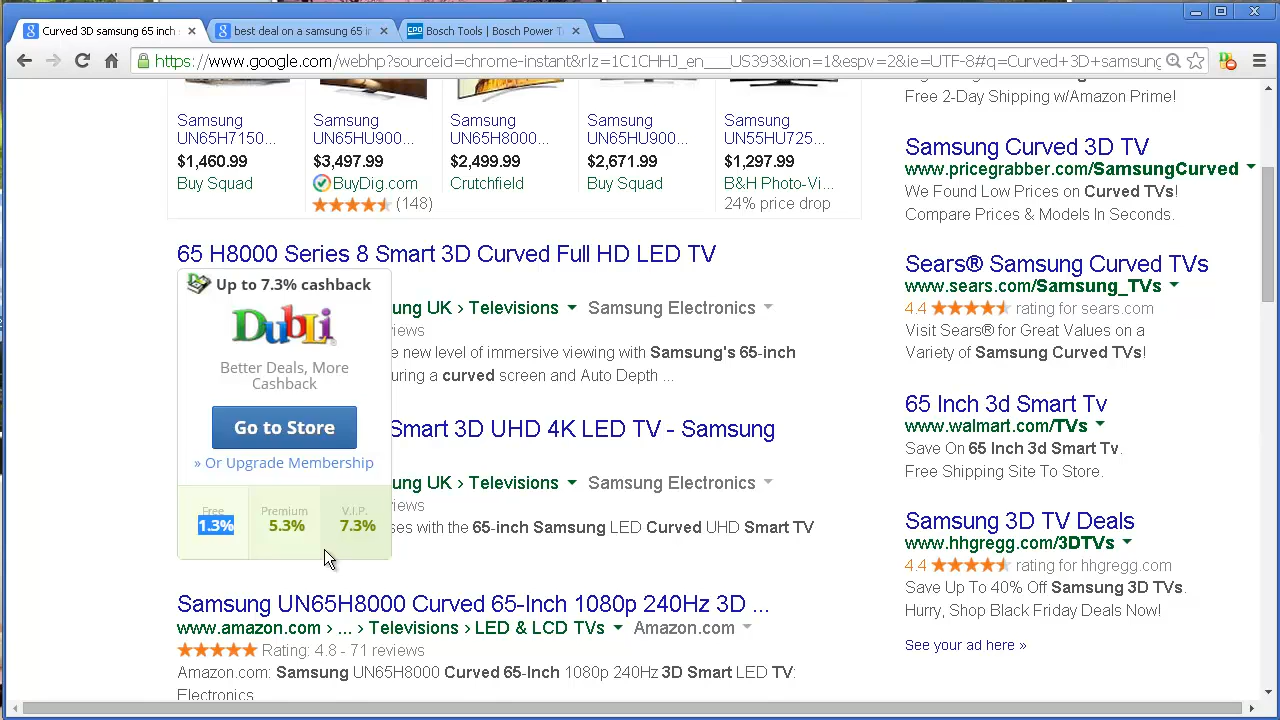 Curved 3D samsung 65 inch
best deal on a samsung 65 i
CPO Bosch Tools | Bosch Power T
https://www.google.com/webhp?sourceid=chrome-instant&rlz=1C1CHHJ_en___US393&ion=1&espv=2&ie=UTF-8#q=Curved+3D+samsung
Samsung UN65H7150...
$1,460.99
Buy Squad
Samsung UN65HU900...
$3,497.99
BuyDig.com
(148)
Samsung UN65H8000...
$2,499.99
Crutchfield
Samsung UN65HU900...
$2,671.99
Buy Squad
Samsung UN55HU725...
$1,297.99
B&H Photo-Vi...
24% price drop
65 H8000 Series 8 Smart 3D Curved Full HD LED TV
Up to 7.3% cashback
DubLi
Better Deals, More
Cashback
Go to Store
» Or Upgrade Membership
Free Premium V.I.P.
1.3% 5.3% 7.3%
ung UK › Televisions Samsung Electronics
views
e new level of immersive viewing with Samsung's 65-inch
uring a curved screen and Auto Depth ...
Smart 3D UHD 4K LED TV - Samsung
ung UK › Televisions Samsung Electronics
views
ses with the 65-inch Samsung LED Curved UHD Smart TV
Samsung UN65H8000 Curved 65-Inch 1080p 240Hz 3D ...
www.amazon.com › ... › Televisions › LED & LCD TVs Amazon.com
Rating: 4.8 - 71 reviews
Amazon.com: Samsung UN65H8000 Curved 65-Inch 1080p 240Hz 3D Smart LED TV:
Electronics
Free 2-Day Shipping w/Amazon Prime!
Samsung Curved 3D TV
www.pricegrabber.com/SamsungCurved
We Found Low Prices on Curved TVs!
Compare Prices & Models In Seconds.
Sears® Samsung Curved TVs
www.sears.com/Samsung_TVs
4.4 rating for sears.com
Visit Sears® for Great Values on a
Variety of Samsung Curved TVs!
65 Inch 3d Smart Tv
www.walmart.com/TVs
Save On 65 Inch 3d Smart Tv.
Free Shipping Site To Store.
Samsung 3D TV Deals
www.hhgregg.com/3DTVs
4.4 rating for hhgregg.com
Save Up To 40% Off Samsung 3D TVs.
Hurry, Shop Black Friday Deals Now!
See your ad here »